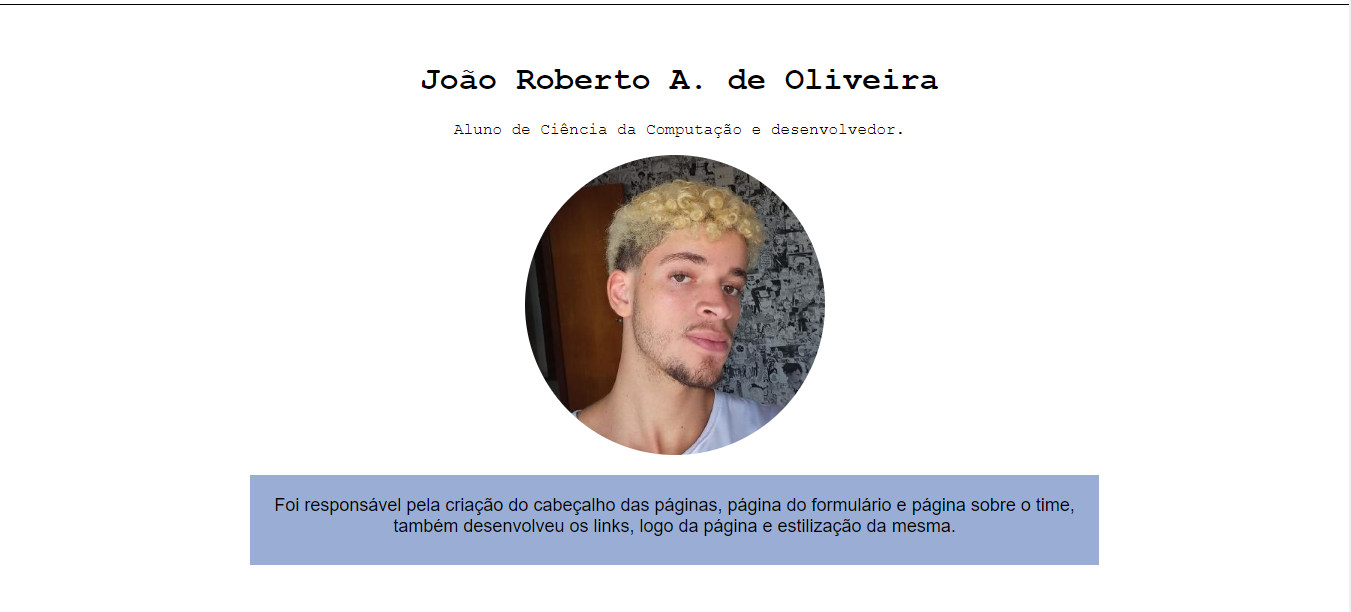 João Roberto A. de Oliveira
Aluno de Ciência da Computação e desenvolvedor.
Foi responsável pela criação do cabeçalho das páginas, página do formulário e página sobre o time,
também desenvolveu os links, logo da página e estilização da mesma.